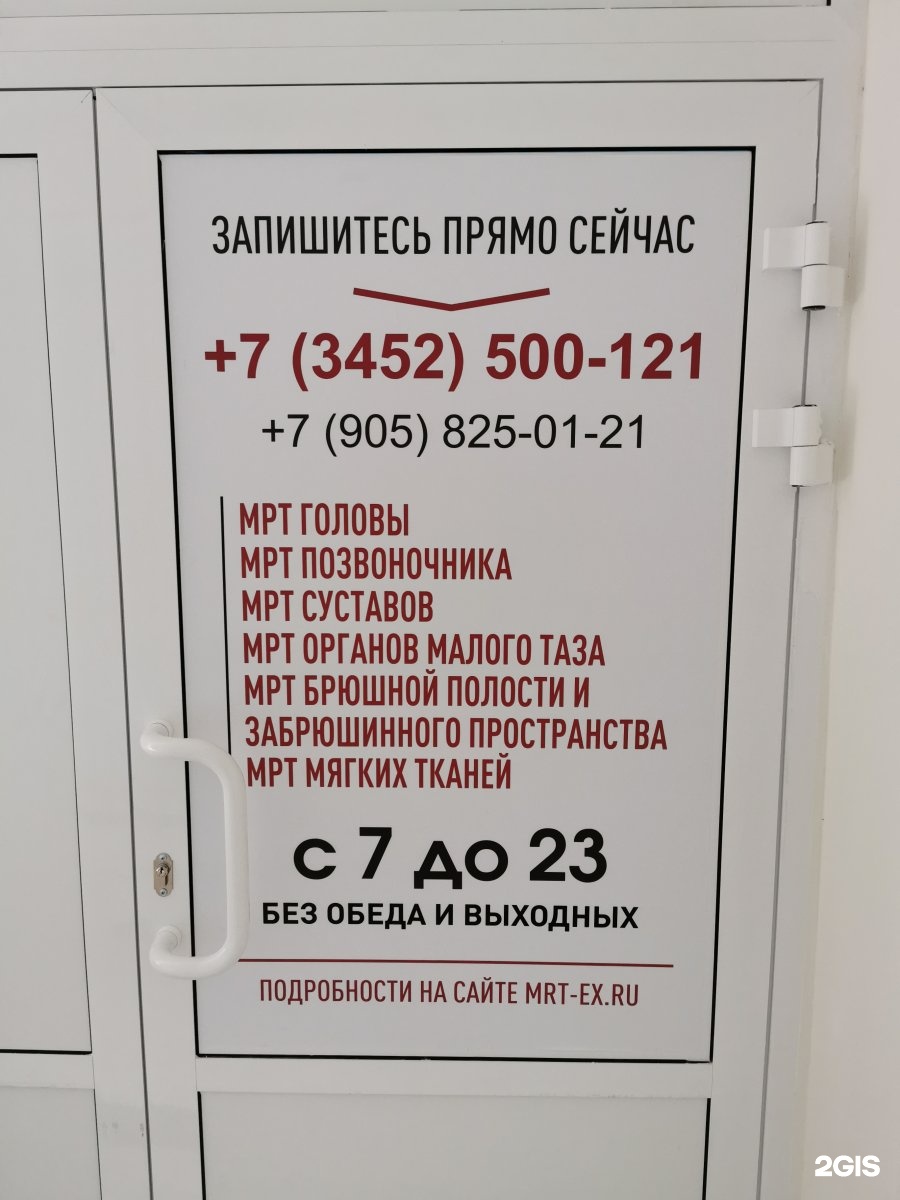 ЗАПИШИТЕСЬ ПРЯМО СЕЙЧАС
+7 (3452) 500-121
+7 (905) 825-01-21
МРТ ГОЛОВЫ
МРТ ПОЗВОНОЧНИКА
МРТ СУСТАВОВ
МРТ ОРГАНОВ МАЛОГО ТАЗА
МРТ БРЮШНОЙ ПОЛОСТИ И
ЗАБРЮШИННОГО ПРОСТРАНСТВА
МРТ МЯГКИХ ТКАНЕЙ
с 7 до 23
БЕЗ ОБЕДА И ВЫХОДНЫХ
ПОДРОБНОСТИ НА САЙТЕ MRT-EX.RU
2GIS